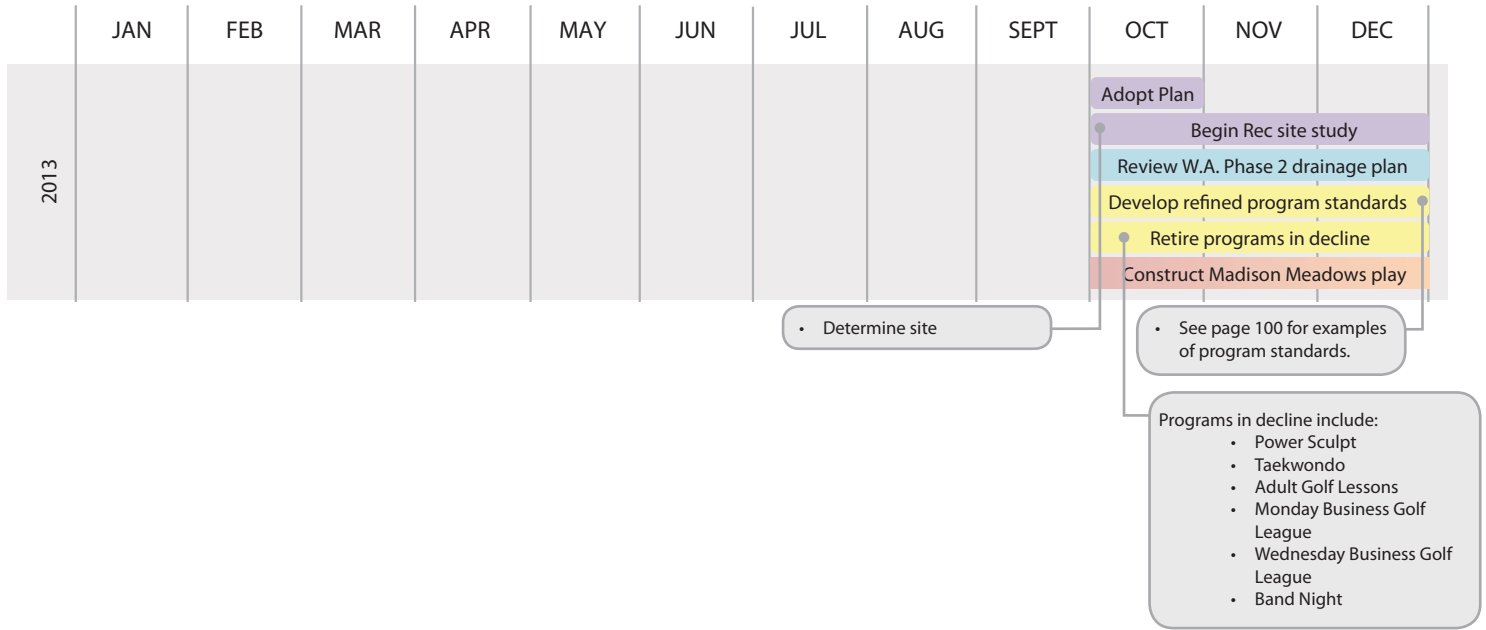 JAN FEB MAR APR MAY JUN JUL AUG SEPT OCT NOV DEC
2013
Adopt Plan
Begin Rec site study
Review W.A. Phase 2 drainage plan
Develop refined program standards
Retire programs in decline
Construct Madison Meadows play
• Determine site
• See page 100 for examples
of program standards.
Programs in decline include:
• Power Sculpt
• Taekwondo
• Adult Golf Lessons
• Monday Business Golf
League
• Wednesday Business Golf
League
• Band Night